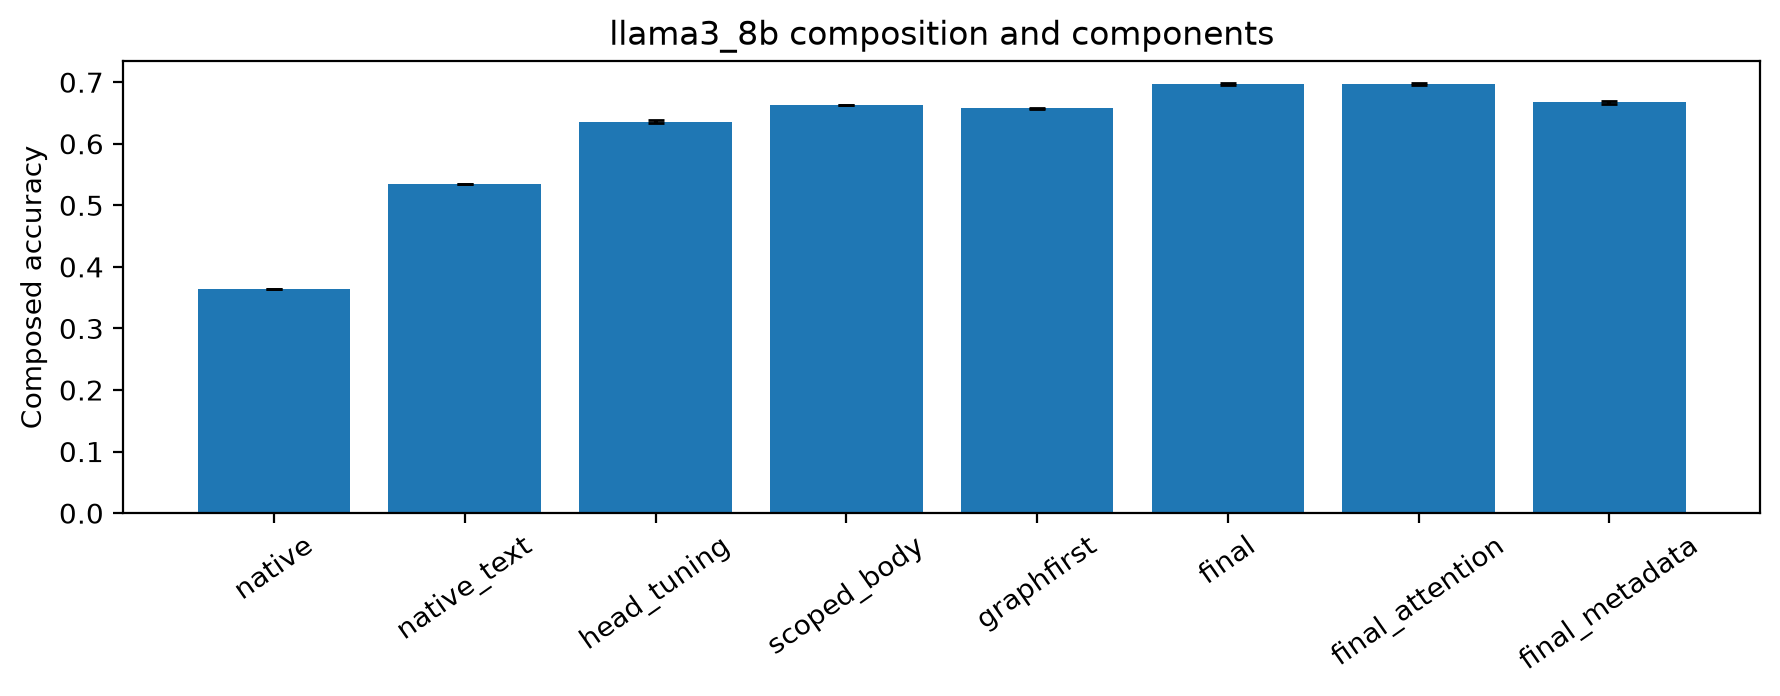 llama3_8b composition and components
Composed accuracy
0.7
0.6
0.5
0.4
0.3
0.2
0.1
0.0
native
native_text
head_tuning
scoped_body
graphfirst
final
final_attention
final_metadata